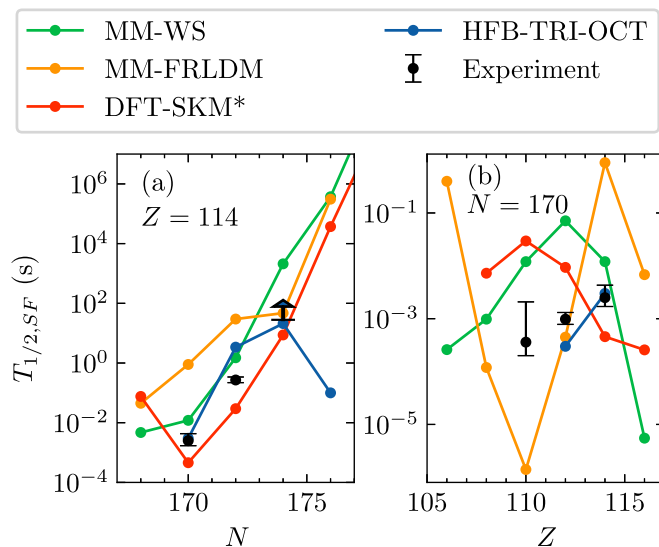 MM-WS
MM-FRLDM
DFT-SKM*
HFB-TRI-OCT
Experiment
T1/2,SF (s)
10^6
10^4
10^2
10^0
10^−2
10^−4
(a)
Z = 114
170
175
N
(b)
N = 170
10^−1
10^−3
10^−5
105
110
115
Z